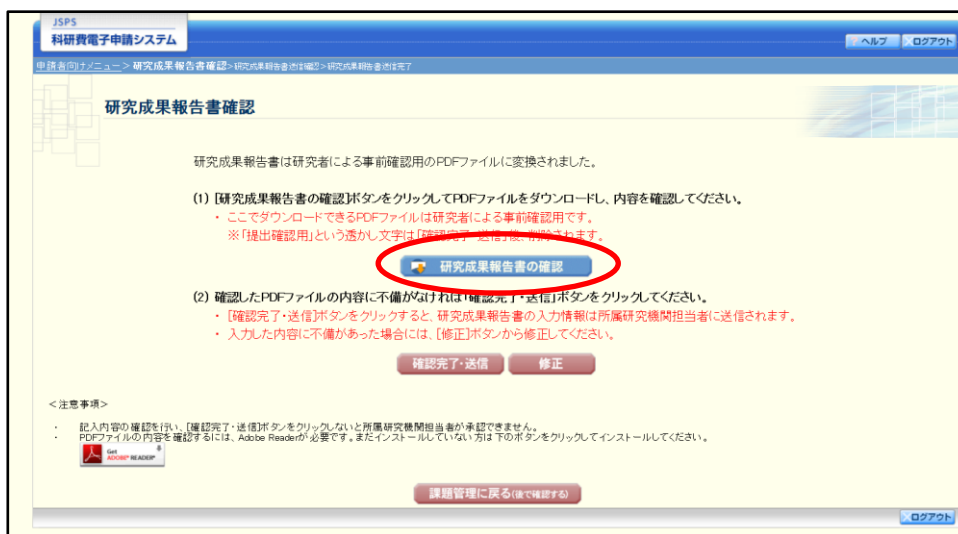 JSPS
科研費電子申請システム
ヘルプ
ログアウト
申請者向けメニュー>研究成果報告書確認>研究成果報告書送信確認>研究成果報告書送信完了
研究成果報告書確認
研究成果報告書は研究者による事前確認用のPDFファイルに変換されました。
(1) [研究成果報告書の確認]ボタンをクリックしてPDFファイルをダウンロードし、内容を確認してください。
・ ここでダウンロードできるPDFファイルは研究者による事前確認用です。
※「提出確認用」という透かし文字は「確認完了・送信」後、削除されます。
研究成果報告書の確認
(2) 確認したPDFファイルの内容に不備がなければ「確認完了・送信]ボタンをクリックしてください。
・ [確認完了・送信]ボタンをクリックすると、研究成果報告書の入力情報は所属研究機関担当者に送信されます。
・ 入力した内容に不備があった場合には、[修正]ボタンから修正してください。
確認完了・送信
修正
<注意事項>
・ 記入内容の確認を行い、[確認完了・送信]ボタンをクリックしないと所属研究機関担当者が承認できません。
・ PDFファイルの内容を確認するには、Adobe Readerが必要です。まだインストールしていない方は下のボタンをクリックしてインストールしてください。
Get
ADOBE® READER®
課題管理に戻る(後で確認する)
ログアウト